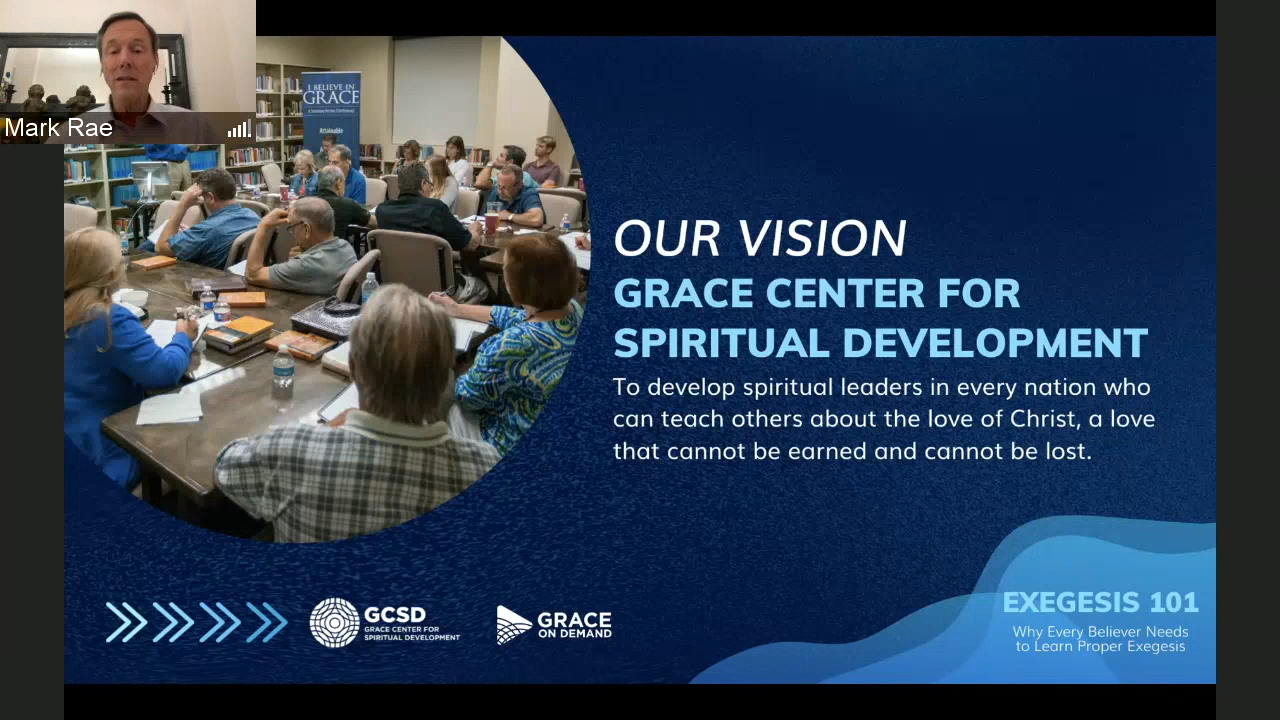 Mark Rae
I BELIEVE IN
GRACE
Attainable
OUR VISION
GRACE CENTER FOR
SPIRITUAL DEVELOPMENT
To develop spiritual leaders in every nation who
can teach others about the love of Christ, a love
that cannot be earned and cannot be lost.
GCSD
GRACE CENTER FOR
SPIRITUAL DEVELOPMENT
GRACE
ON DEMAND
EXEGESIS 101
Why Every Believer Needs
to Learn Proper Exegesis